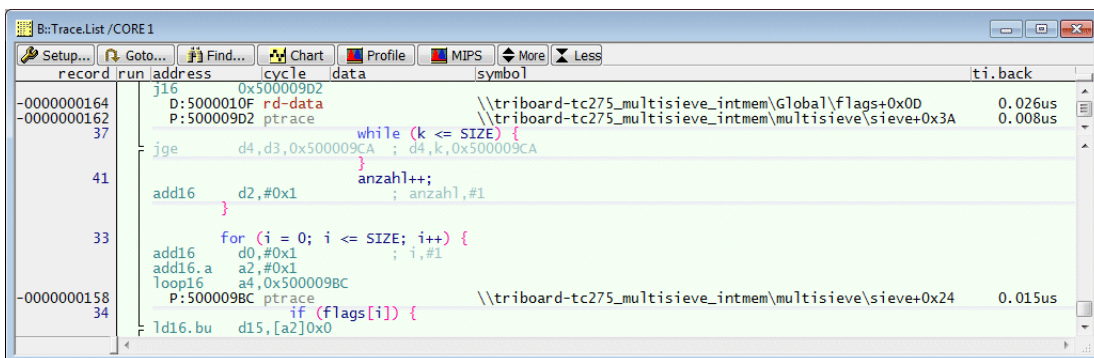 B::Trace.List /CORE 1
Setup... Goto... Find... Chart Profile MIPS More Less
record run address cycle data symbol ti.back
j16 0x500009D2
-0000000164 D:5000010F rd-data \\triboard-tc275_multisieve_intmem\Global\flags+0x0D 0.026us
-0000000162 P:500009D2 ptrace \\triboard-tc275_multisieve_intmem\multisieve\sieve+0x3A 0.008us
37 while (k <= SIZE) {
jge d4,d3,0x500009CA ; d4,k,0x500009CA
}
41 anzahl++;
add16 d2,#0x1 ; anzahl,#1
}
33 for (i = 0; i <= SIZE; i++) {
add16 d0,#0x1 ; i,#1
add16.a a2,#0x1
loop16 a4,0x500009BC
-0000000158 P:500009BC ptrace \\triboard-tc275_multisieve_intmem\multisieve\sieve+0x24 0.015us
34 if (flags[i]) {
ld16.bu d15,[a2]0x0